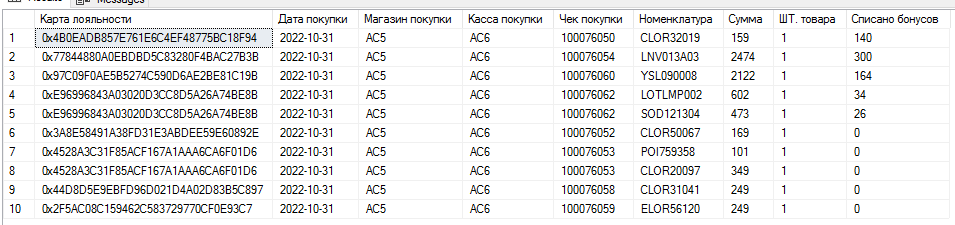 Messages
Карта лояльности Дата покупки Магазин покупки Касса покупки Чек покупки Номенклатура Сумма ШТ. товара Списано бонусов
1 0x4B0EADB857E761E6C4EF48775BC18F94 2022-10-31 AC5 AC6 100076050 CLOR32019 159 1 140
2 0x77844880A0EBDBD5C83280F4BAC27B3B 2022-10-31 AC5 AC6 100076054 LNV013A03 2474 1 300
3 0x97C09F0AE5B5274C590D6AE2BE81C19B 2022-10-31 AC5 AC6 100076060 YSL090008 2122 1 164
4 0xE96996843A03020D3CC8D5A26A74BE8B 2022-10-31 AC5 AC6 100076062 LOTLMP002 602 1 34
5 0xE96996843A03020D3CC8D5A26A74BE8B 2022-10-31 AC5 AC6 100076062 SOD121304 473 1 26
6 0x3A8E58491A38FD31E3ABDEE59E60892E 2022-10-31 AC5 AC6 100076052 CLOR50067 169 1 0
7 0x4528A3C31F85ACF167A1AAA6CA6F01D6 2022-10-31 AC5 AC6 100076053 POI759358 101 1 0
8 0x4528A3C31F85ACF167A1AAA6CA6F01D6 2022-10-31 AC5 AC6 100076053 CLOR20097 349 1 0
9 0x44D8D5E9EBFD96D021D4A02D83B5C897 2022-10-31 AC5 AC6 100076058 CLOR31041 249 1 0
10 0x2F5AC08C159462C583729770CF0E93C7 2022-10-31 AC5 AC6 100076059 ELOR56120 249 1 0